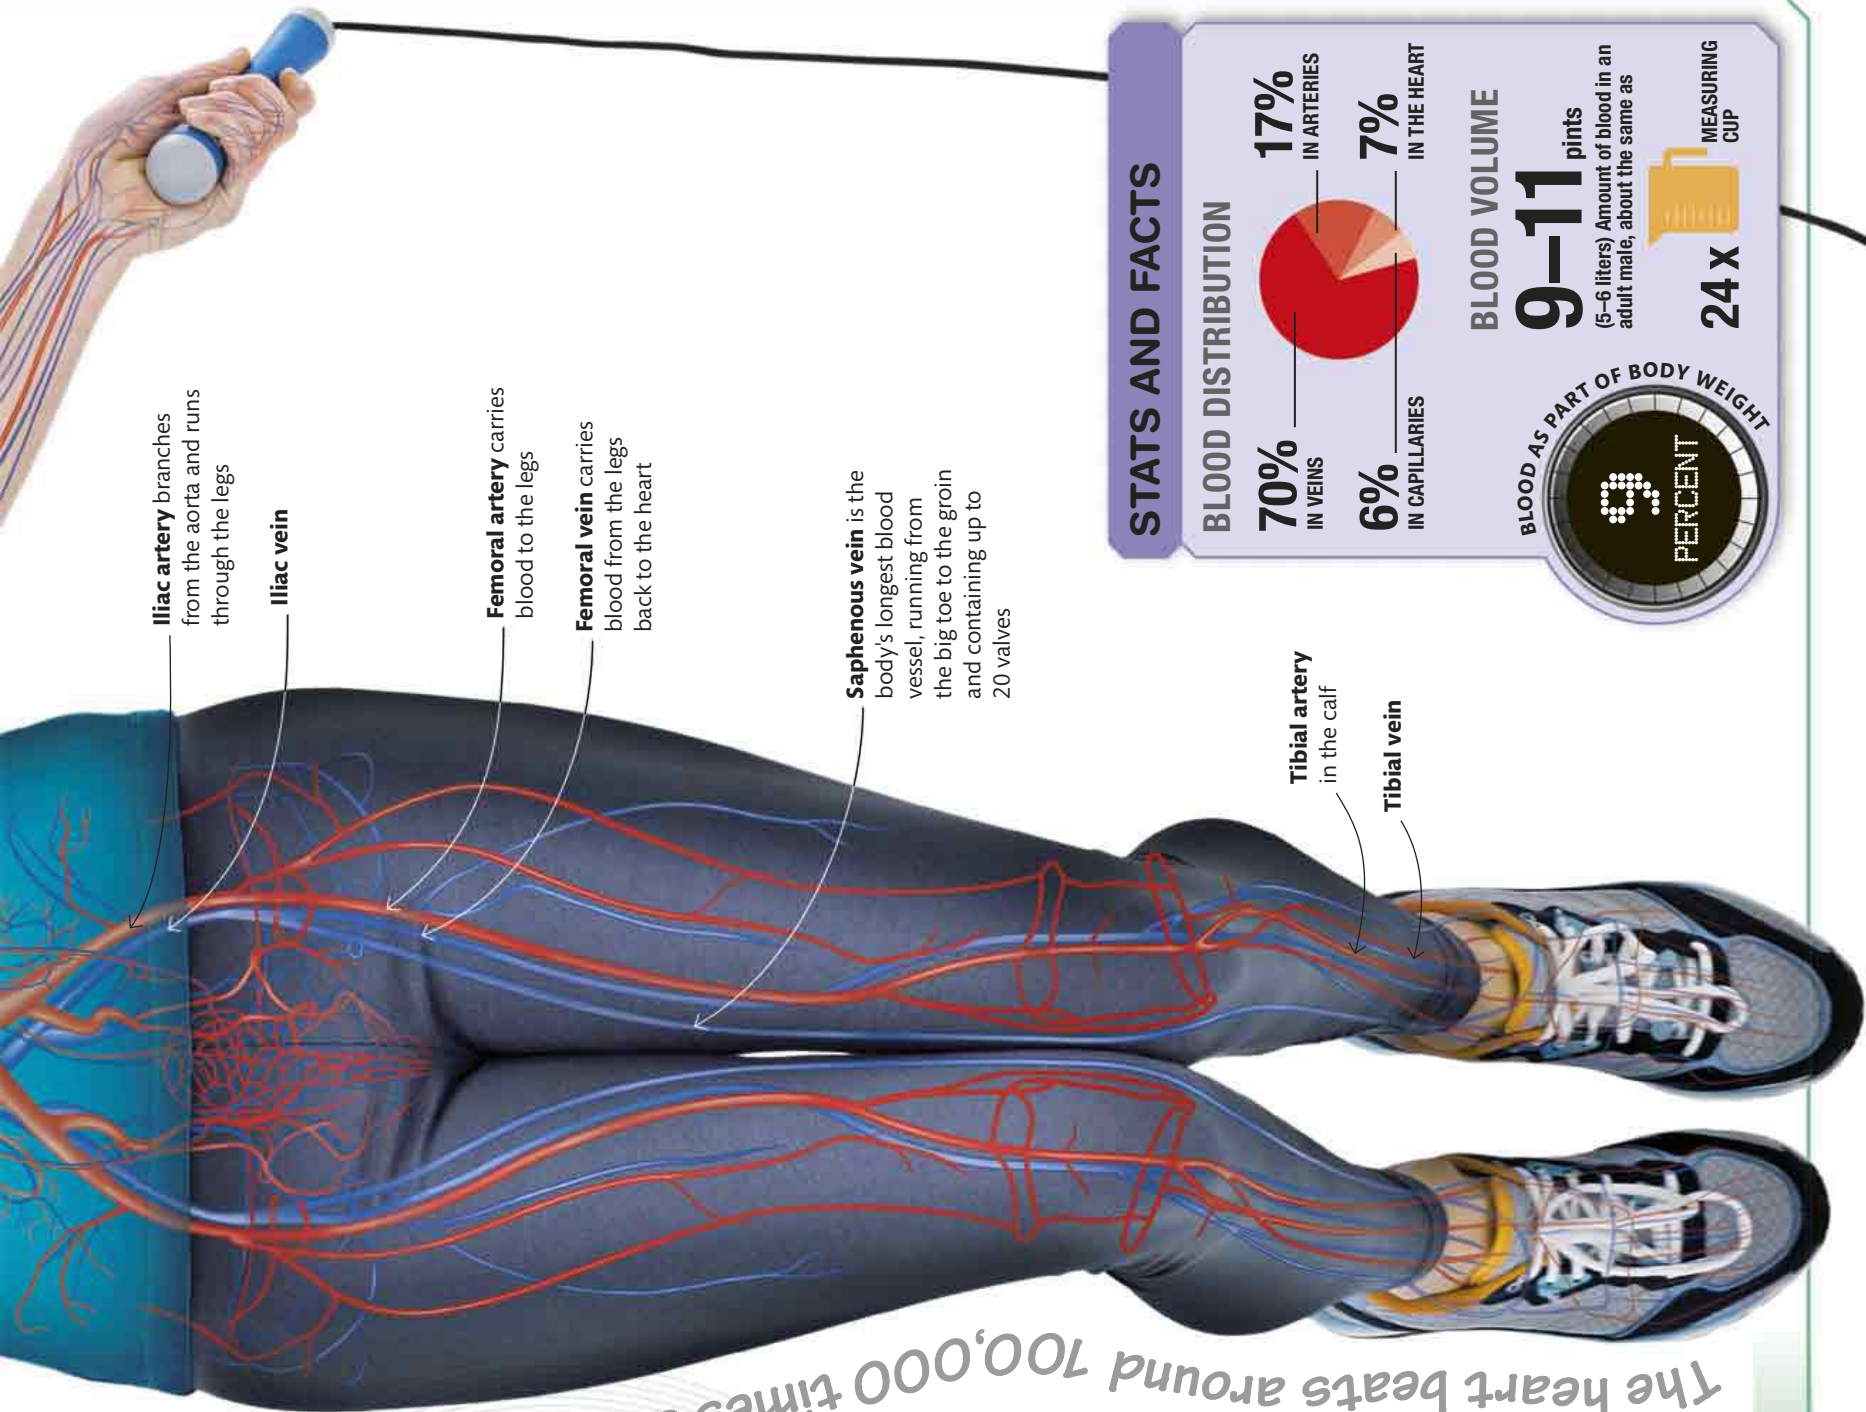 Iliac artery branches
from the aorta and runs
through the legs
Iliac vein
Femoral artery carries
blood to the legs
Femoral vein carries
blood from the legs
back to the heart
Saphenous vein is the
body's longest blood
vessel, running from
the big toe to the groin
and containing up to
20 valves
Tibial artery
in the calf
Tibial vein
STATS AND FACTS
BLOOD DISTRIBUTION
70%
IN VEINS
17%
IN ARTERIES
6%
IN CAPILLARIES
7%
IN THE HEART
BLOOD AS PART OF BODY WEIGHT
9
PERCENT
BLOOD VOLUME
9–11
pints
(5–6 liters) Amount of blood in an
adult male, about the same as
24 x
MEASURING
CUP
The heart beats around 100,000 times